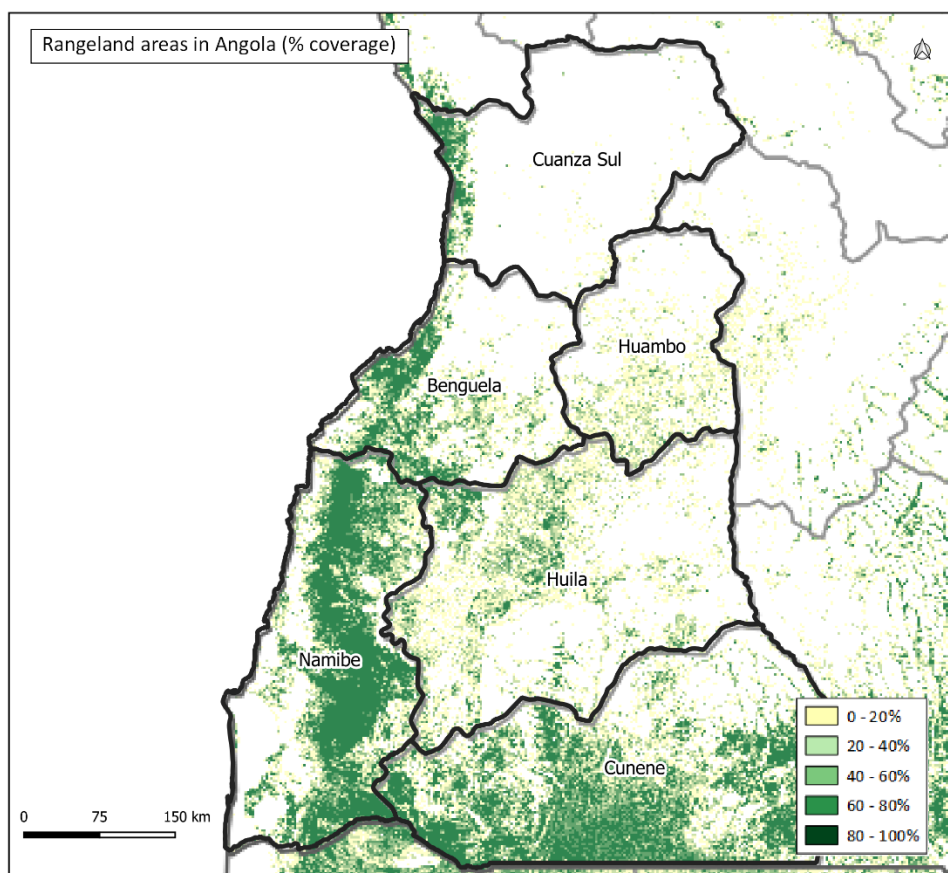 Rangeland areas in Angola (% coverage)
Cuanza Sul
Huambo
Benguela
Huila
Namibe
Cunene
0 - 20%
20 - 40%
40 - 60%
60 - 80%
80 - 100%
0 75 150 km